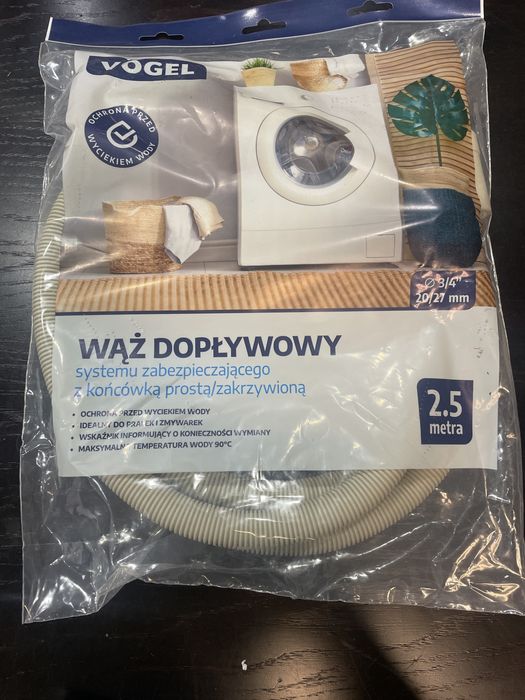 VOGEL
OCHRONA PRZED
WYCIEKIEM WODY
Ø 3/4"
20/27 mm
WĄŻ DOPŁYWOWY
systemu zabezpieczającego
z końcówką prostą/zakrzywioną
• OCHRONA PRZED WYCIEKIEM WODY
• IDEALNY DO PRALEK I ZMYWAREK
• WSKAŹNIK INFORMUJĄCY O KONIECZNOŚCI WYMIANY
• MAKSYMALNE TEMPERATURA WODY 90°C
2.5
metra